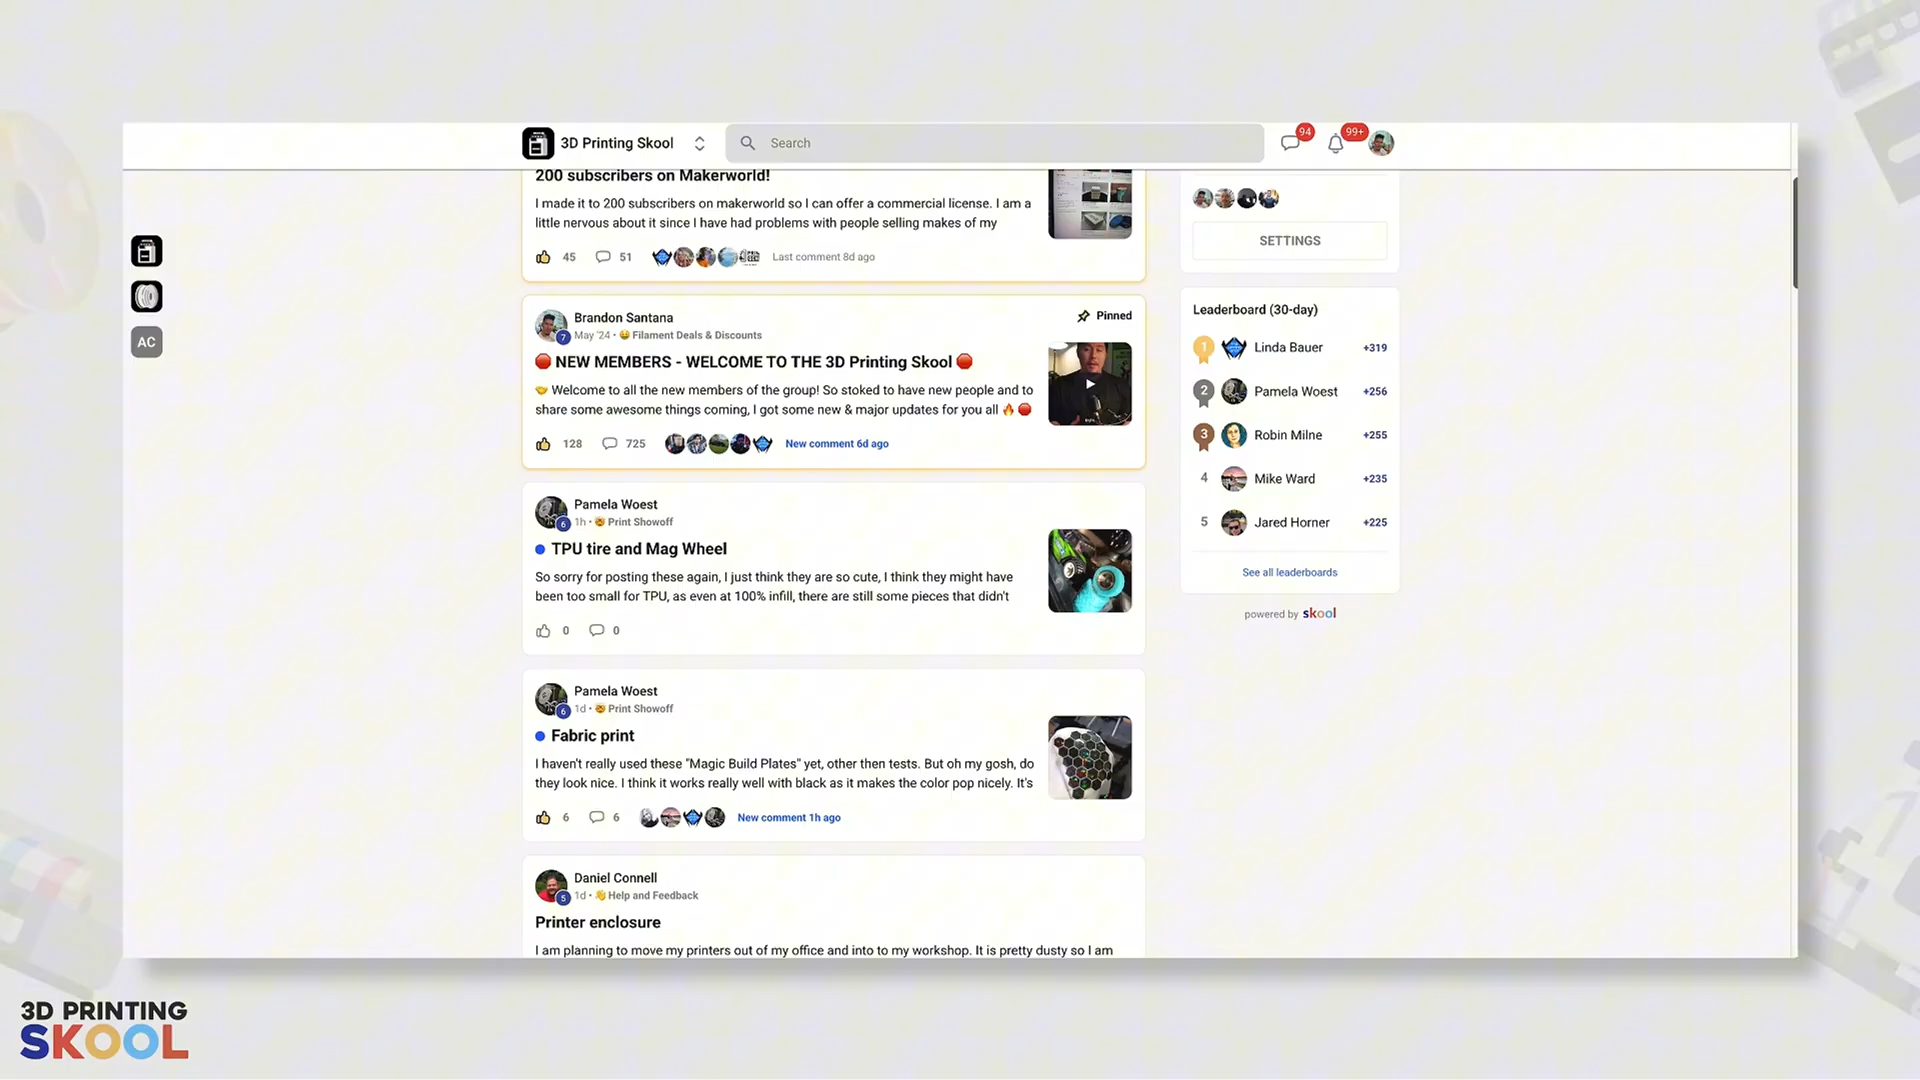 3D Printing Skool
Search
94
99+
200 subscribers on Makerworld!
I made it to 200 subscribers on makerworld so I can offer a commercial license. I am a
little nervous about it since I have had problems with people selling makes of my
45
51
Last comment 8d ago
SETTINGS
AC
Brandon Santana
Pinned
7
May '24 • Filament Deals & Discounts
NEW MEMBERS - WELCOME TO THE 3D Printing Skool
Welcome to all the new members of the group! So stoked to have new people and to
share some awesome things coming, I got some new & major updates for you all
128
725
New comment 6d ago
Leaderboard (30-day)
1
Linda Bauer
+319
2
Pamela Woest
+256
3
Robin Milne
+255
4
Mike Ward
+235
5
Jared Horner
+225
See all leaderboards
powered by skool
Pamela Woest
6
1h • Print Showoff
TPU tire and Mag Wheel
So sorry for posting these again, I just think they are so cute, I think they might have
been too small for TPU, as even at 100% infill, there are still some pieces that didn't
0
0
Pamela Woest
6
1d • Print Showoff
Fabric print
I haven't really used these "Magic Build Plates" yet, other then tests. But oh my gosh, do
they look nice. I think it works really well with black as it makes the color pop nicely. It's
6
6
New comment 1h ago
Daniel Connell
5
1d • Help and Feedback
Printer enclosure
I am planning to move my printers out of my office and into to my workshop. It is pretty dusty so I am
3D PRINTING
SKOOL